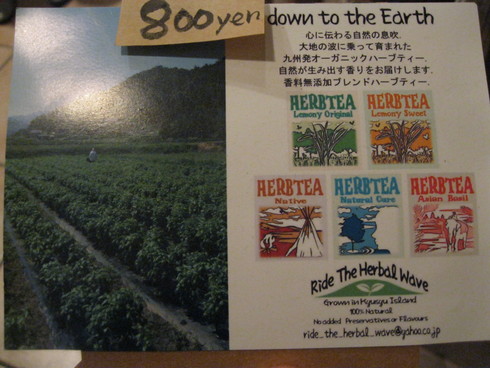 800yen
down to the Earth
心に伝わる自然の息吹.
大地の波に乗って育まれた
九州発オーガニックハーブティー.
自然が生み出す香りをお届けします.
香料無添加ブレンドハーブティー.
HERBTEA
Lemony Original
HERBTEA
Lemony Sweet
HERBTEA
Native
HERBTEA
Natural Care
HERBTEA
Asian Basil
Ride The Herbal Wave
Grown in Kyusyu Island
100% Natural
No added Preservatives or Flavours
ride_the_herbal_wave@yahoo.co.jp